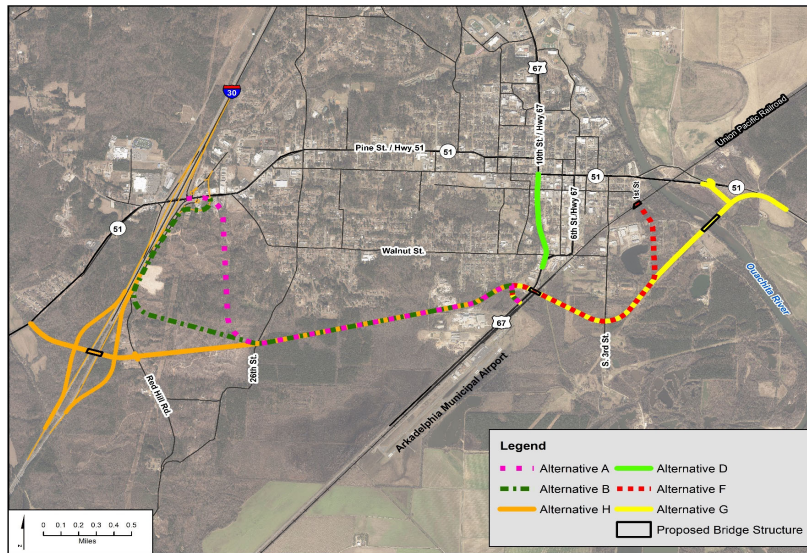 67
30
Union Pacific Railroad
10th St. / Hwy 67
Pine St. / Hwy 51
51
51
1st St
51
6th St./Hwy 67
51
Walnut St.
Ouachita River
67
26th St.
S. 3rd St.
Red Hill Rd.
Arkadelphia Municipal Airport
Legend
Alternative A
Alternative D
Alternative B
Alternative F
Alternative H
Alternative G
Proposed Bridge Structure
0 0.1 0.2 0.3 0.4 0.5
Miles